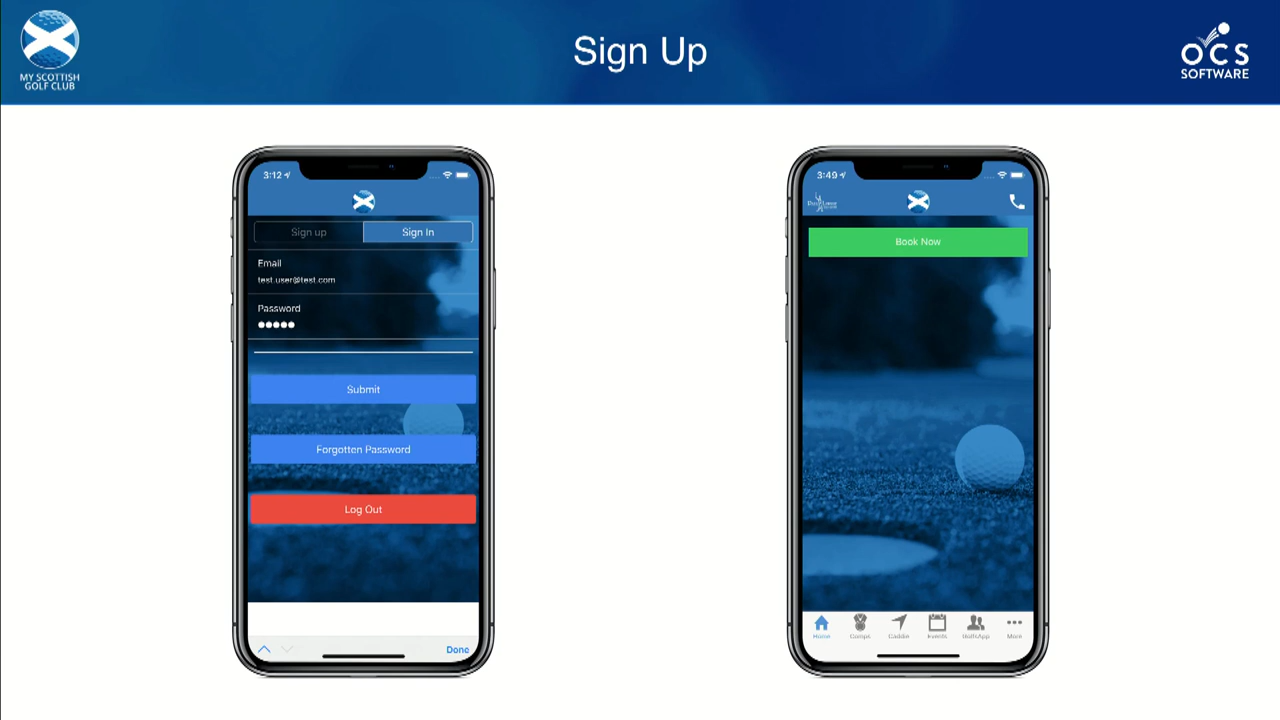 Sign Up
MY SCOTTISH
GOLF CLUB
OCS
SOFTWARE
3:12
Sign up
Sign In
Email
test.user@test.com
Password
Submit
Forgotten Password
Log Out
Done
3:49
Book Now
Home
Comps
Caddie
Events
More